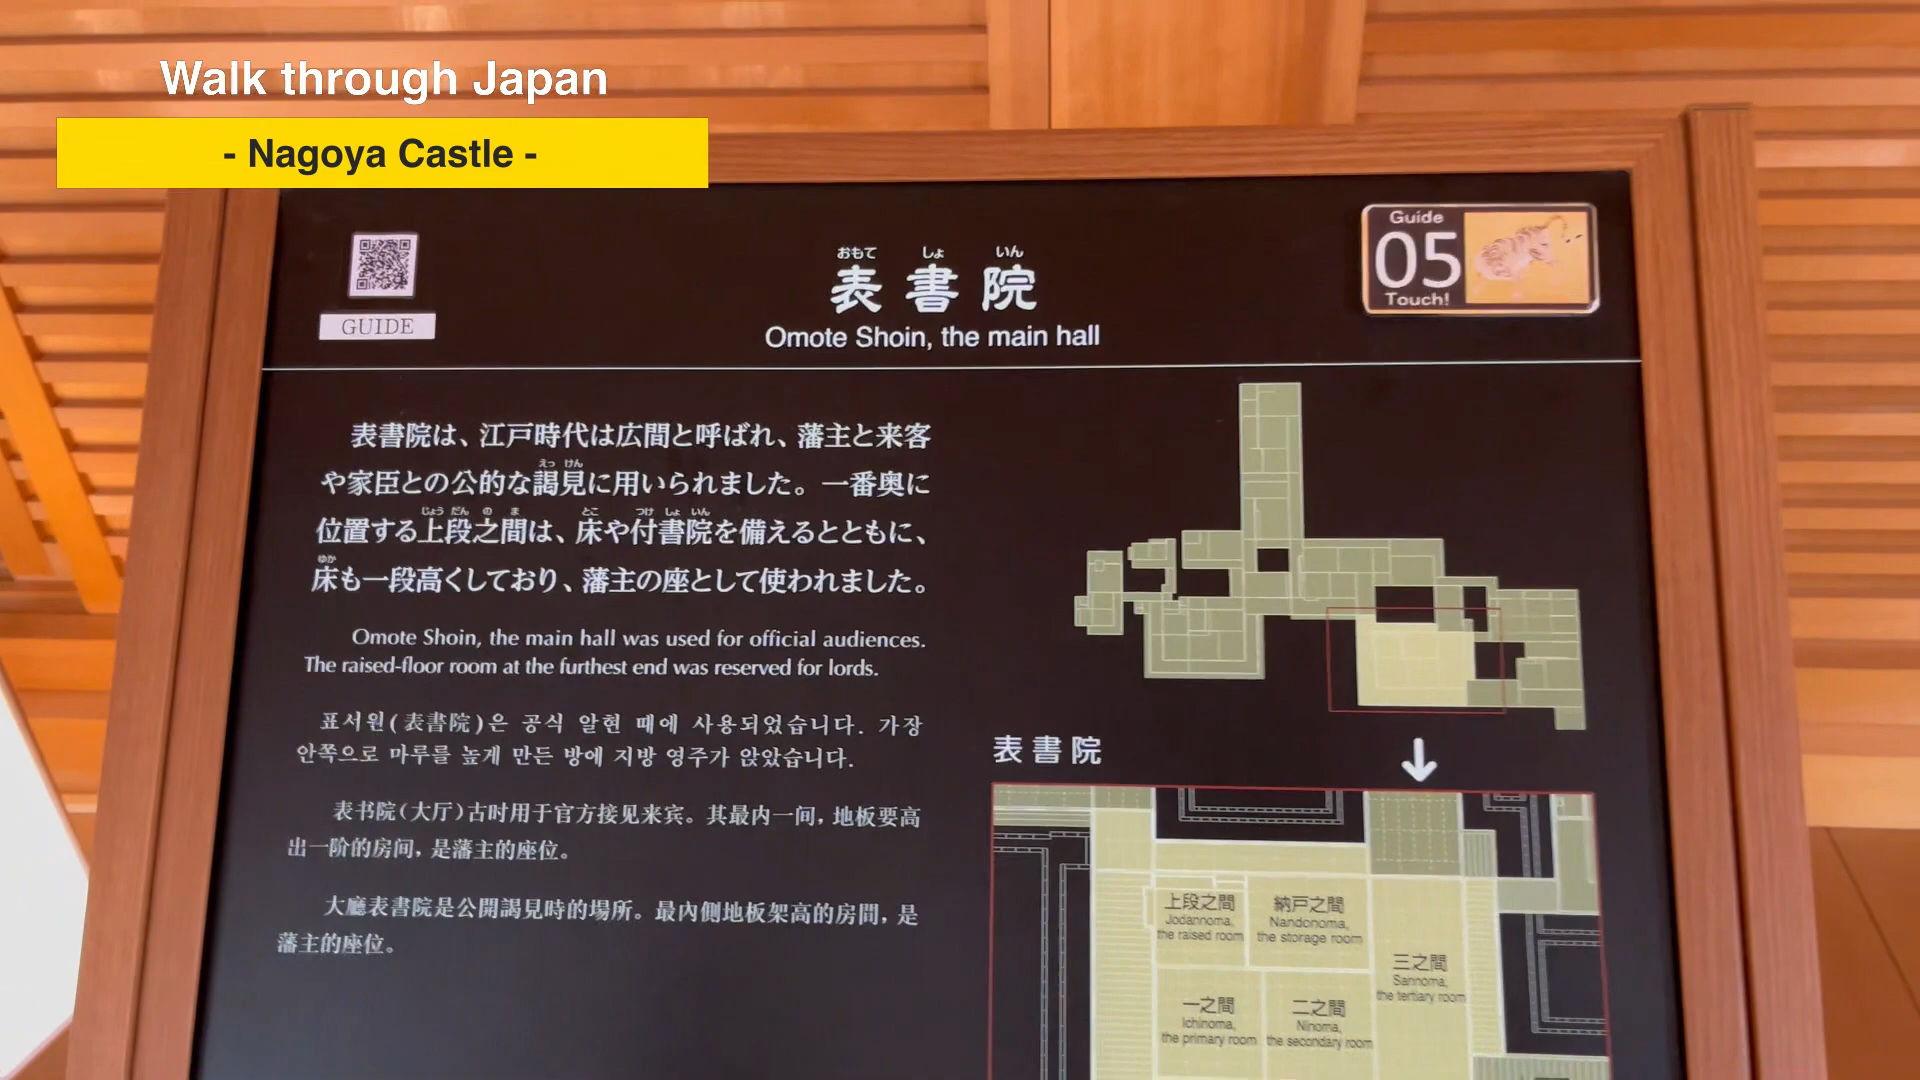 Walk through Japan
- Nagoya Castle -
GUIDE
おもて しょ いん
表書院
Omote Shoin, the main hall
Guide
05
Touch!
表書院は、江戸時代は広間と呼ばれ、藩主と来客
えっ けん
や家臣との公的な謁見に用いられました。一番奥に
じょう だん の ま とこ つけ しょ いん
位置する上段之間は、床や付書院を備えるとともに、
ゆか
床も一段高くしており、藩主の座として使われました。
Omote Shoin, the main hall was used for official audiences.
The raised-floor room at the furthest end was reserved for lords.
표서원(表書院)은 공식 알현 때에 사용되었습니다. 가장
안쪽으로 마루를 높게 만든 방에 지방 영주가 앉았습니다.
表书院(大厅)古时用于官方接见来宾。其最内一间,地板要高
出一阶的房间,是藩主的座位。
大廳表書院是公開謁見時的場所。最內側地板架高的房間,是
藩主的座位。
表書院
上段之間
Jodannoma,
the raised room
納戸之間
Nandonoma,
the storage room
三之間
Sannoma,
the tertiary room
一之間
Ichinoma,
the primary room
二之間
Ninoma,
the secondary room